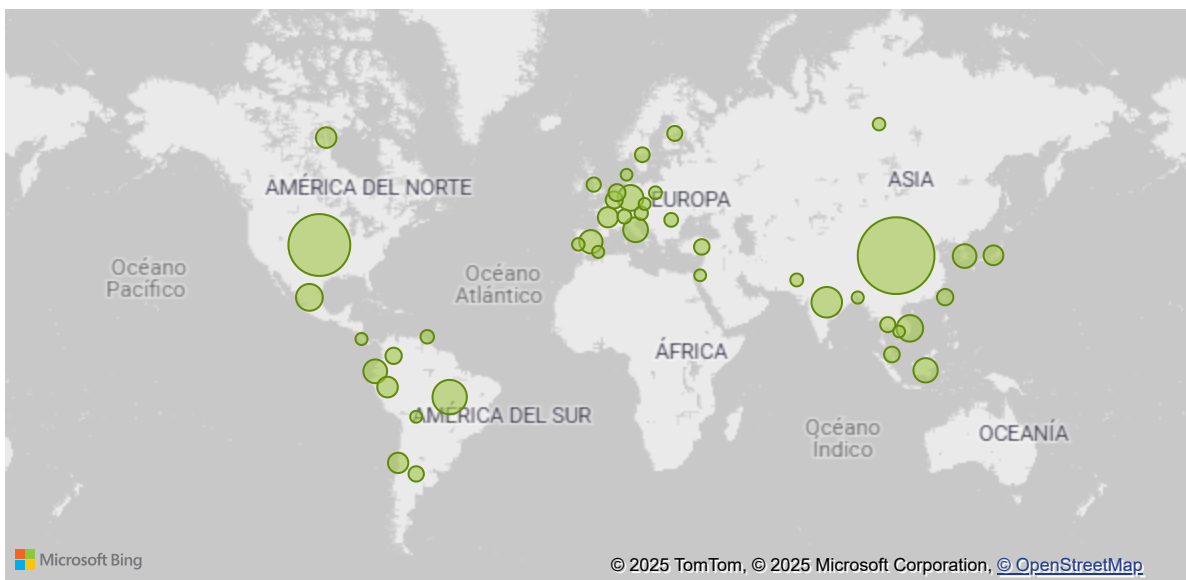 AMÉRICA DEL NORTE
EUROPA
ASIA
Océano
Pacífico
Océano
Atlántico
ÁFRICA
AMÉRICA DEL SUR
Océano
Índico
OCEANÍA
Microsoft Bing
© 2025 TomTom, © 2025 Microsoft Corporation, © OpenStreetMap